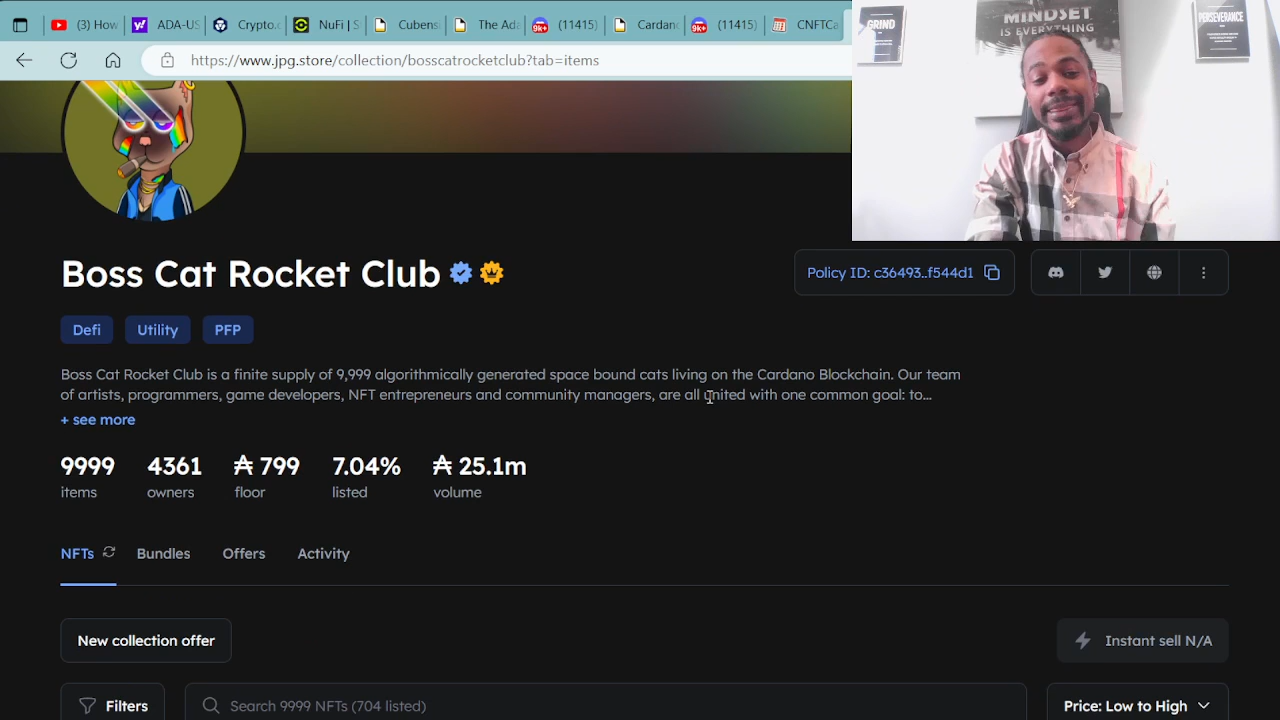 (3) How
ADA-US
Crypto.c
NuFi | S
Cubens
The Ada
9k+ (11415)
Cardano
9k+ (11415)
CNFTCa
https://www.jpg.store/collection/bosscatrocketclub?tab=items
GRIND
MINDSET
IS EVERYTHING
PERSEVERANCE
Boss Cat Rocket Club
Policy ID: c36493..f544d1
Defi
Utility
PFP
Boss Cat Rocket Club is a finite supply of 9,999 algorithmically generated space bound cats living on the Cardano Blockchain. Our team
of artists, programmers, game developers, NFT entrepreneurs and community managers, are all united with one common goal: to...
+ see more
9999 4361 ₳ 799 7.04% ₳ 25.1m
items owners floor listed volume
NFTs Bundles Offers Activity
New collection offer
Instant sell N/A
Filters
Search 9999 NFTs (704 listed)
Price: Low to High